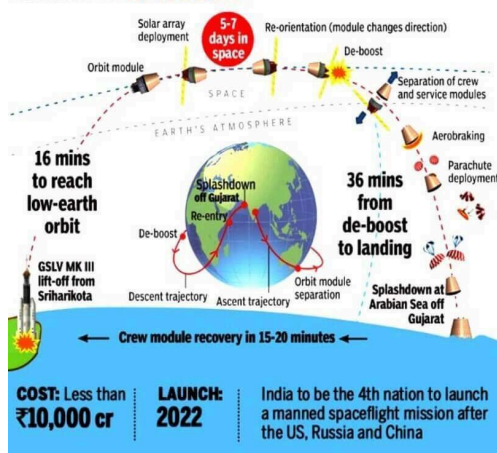 Solar array
deployment
5-7
days in
space
Re-orientation (module changes direction)
De-boost
Orbit module
SPACE
Separation of crew
and service modules
EARTH'S ATMOSPHERE
Aerobraking
Parachute
deployment
16 mins
to reach
low-earth
orbit
36 mins
from
de-boost
to landing
Splashdown
off Gujarat
Re-entry
De-boost
Descent trajectory
Ascent trajectory
Orbit module
separation
GSLV MK III
lift-off from
Sriharikota
Splashdown at
Arabian Sea off
Gujarat
Crew module recovery in 15-20 minutes
COST: Less than
₹10,000 cr
LAUNCH:
2022
India to be the 4th nation to launch
a manned spaceflight mission after
the US, Russia and China